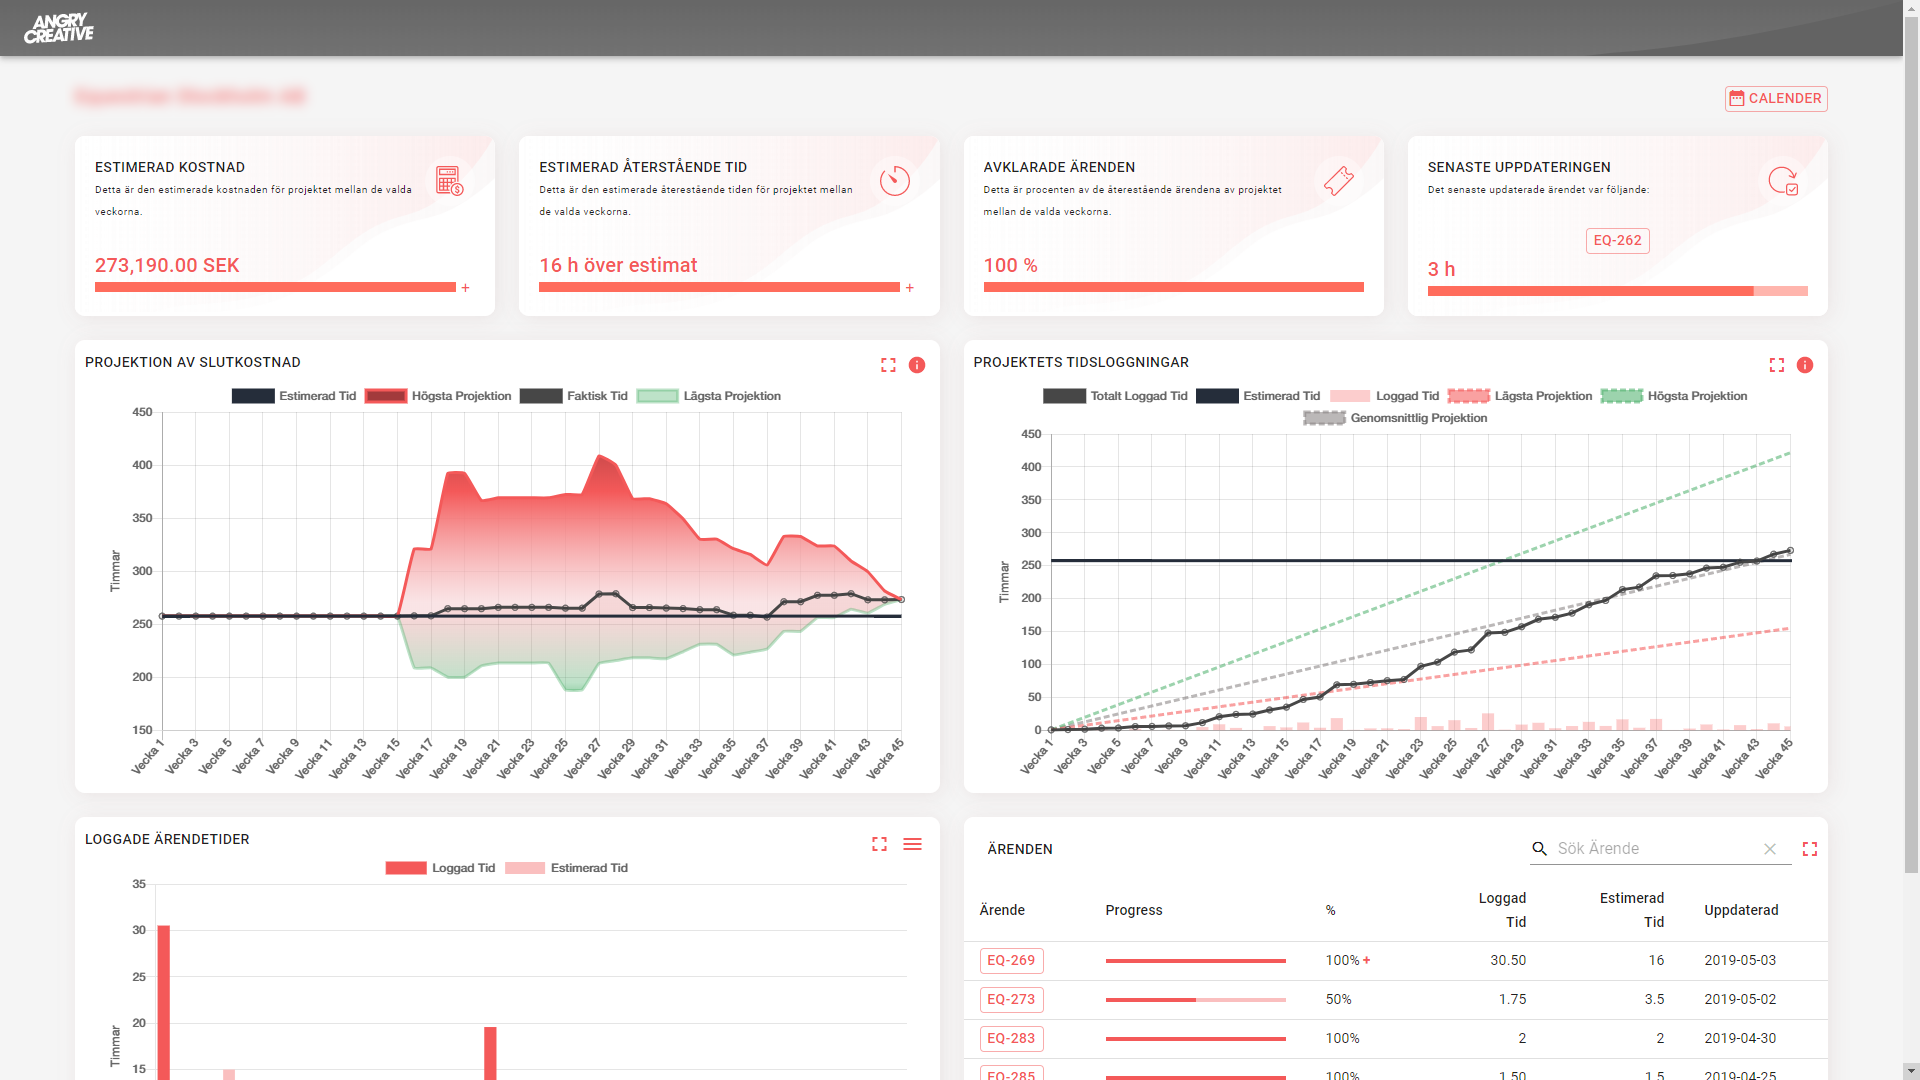 ANGRY
CREATIVE
CALENDER
ESTIMERAD KOSTNAD
Detta är den estimerade kostnaden för projektet mellan de valda
veckorna.
273,190.00 SEK
+
ESTIMERAD ÅTERSTÅENDE TID
Detta är den estimerade återestående tiden för projektet mellan
de valda veckorna.
16 h över estimat
+
AVKLARADE ÄRENDEN
Detta är procenten av de återestående ärendena av projektet
mellan de valda veckorna.
100 %
SENASTE UPPDATERINGEN
Det senaste updaterade ärendet var följande:
EQ-262
3 h
PROJEKTION AV SLUTKOSTNAD
Estimerad Tid Högsta Projektion Faktisk Tid Lägsta Projektion
450
400
350
300
250
200
150
Timmar
Vecka 1 Vecka 3 Vecka 5 Vecka 7 Vecka 9 Vecka 11 Vecka 13 Vecka 15 Vecka 17 Vecka 19 Vecka 21 Vecka 23 Vecka 25 Vecka 27 Vecka 29 Vecka 31 Vecka 33 Vecka 35 Vecka 37 Vecka 39 Vecka 41 Vecka 43 Vecka 45
PROJEKTETS TIDSLOGGNINGAR
Totalt Loggad Tid Estimerad Tid Loggad Tid Lägsta Projektion Högsta Projektion
Genomsnittlig Projektion
450
400
350
300
250
200
150
100
50
0
Timmar
Vecka 1 Vecka 3 Vecka 5 Vecka 7 Vecka 9 Vecka 11 Vecka 13 Vecka 15 Vecka 17 Vecka 19 Vecka 21 Vecka 23 Vecka 25 Vecka 27 Vecka 29 Vecka 31 Vecka 33 Vecka 35 Vecka 37 Vecka 39 Vecka 41 Vecka 43 Vecka 45
LOGGADE ÄRENDETIDER
Loggad Tid Estimerad Tid
35
30
25
20
15
Timmar
ÄRENDEN
Sök Ärende
Ärende Progress % Loggad Tid Estimerad Tid Uppdaterad
EQ-269 100% + 30.50 16 2019-05-03
EQ-273 50% 1.75 3.5 2019-05-02
EQ-283 100% 2 2 2019-04-30
EQ-285 100% 1.50 1.5 2019-04-25